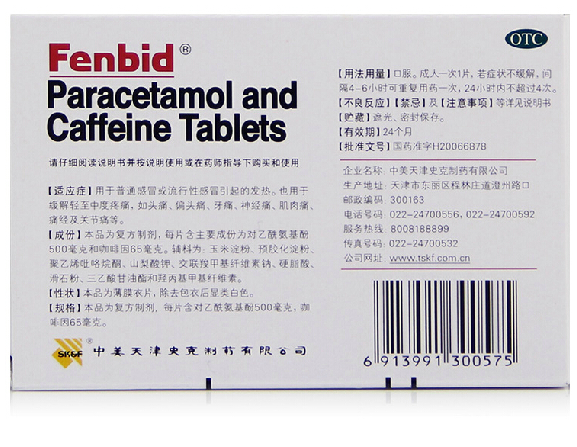 Fenbid®
Paracetamol and
Caffeine Tablets
请仔细阅读说明书并按说明使用或在药师指导下购买和使用
【适应症】用于普通感冒或流行性感冒引起的发热。也用于
缓解轻至中度疼痛，如头痛、偏头痛、牙痛、神经痛、肌肉痛、
痛经及关节痛等。
【成份】本品为复方制剂，每片含主要成份为对乙酰氨基酚
500毫克和咖啡因65毫克。辅料为：玉米淀粉、预胶化淀粉、
聚乙烯吡咯烷酮、山梨酸钾、交联羧甲基纤维素钠、硬脂酸、
滑石粉、三乙酸甘油酯和羟丙基甲基纤维素。
【性状】本品为薄膜衣片，除去包衣后显类白色。
【规格】本品为复方制剂，每片含对乙酰氨基酚500毫克，咖
啡因65毫克。
SK&F® 中美天津史克制药有限公司
OTC
【用法用量】口服。成人一次1片，若症状不缓解，间
隔4-6小时可重复用药一次，24小时内不超过4次。
【不良反应】【禁忌】及【注意事项】等详见说明书
【贮藏】遮光、密封保存。
【有效期】24个月
【批准文号】国药准字H20066878
企业名称：中美天津史克制药有限公司
生产地址：天津市东丽区程林庄道澄州路口
邮政编码：300163
电话号码：022-24700556，022-24700592
服务热线：8008188899
传真号码：022-24700532
公司网址：www.tskf.com.cn
6 913991 300575